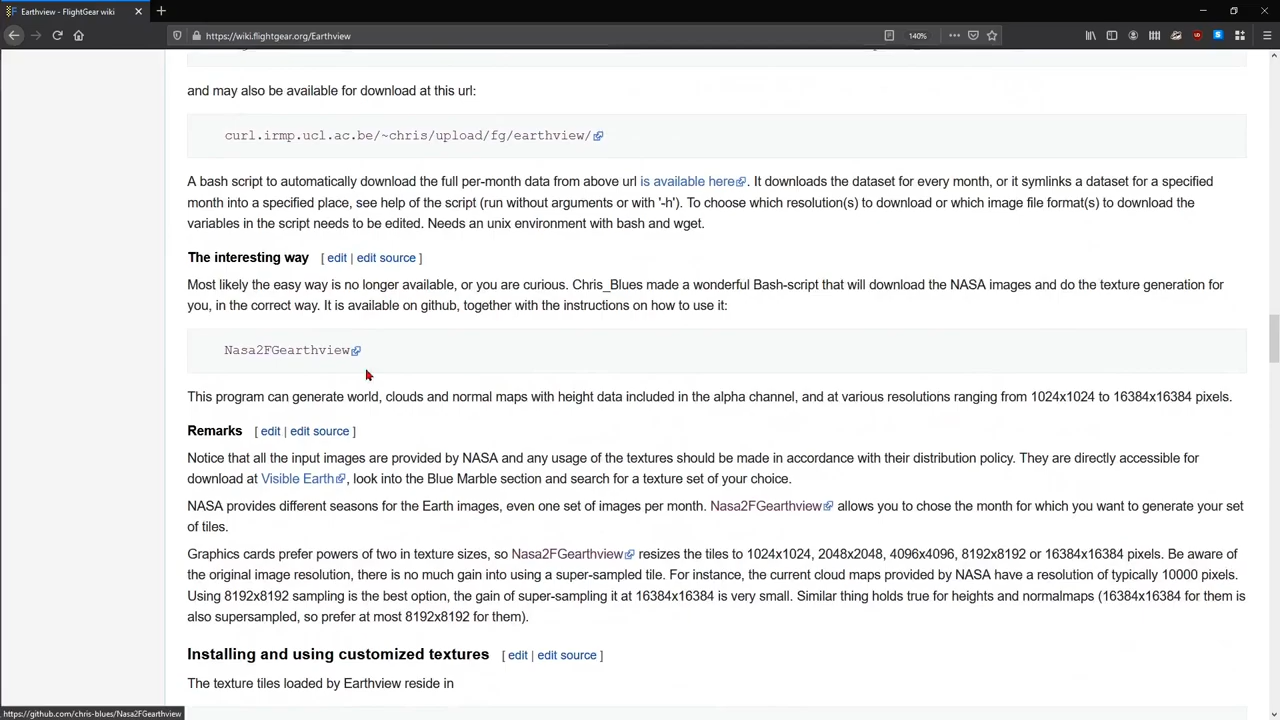 Earthview - FlightGear wiki
https://wiki.flightgear.org/Earthview
140%
and may also be available for download at this url:
curl.irmp.ucl.ac.be/~chris/upload/fg/earthview/
A bash script to automatically download the full per-month data from above url is available here. It downloads the dataset for every month, or it symlinks a dataset for a specified
month into a specified place, see help of the script (run without arguments or with '-h'). To choose which resolution(s) to download or which image file format(s) to download the
variables in the script needs to be edited. Needs an unix environment with bash and wget.
The interesting way [ edit | edit source ]
Most likely the easy way is no longer available, or you are curious. Chris_Blues made a wonderful Bash-script that will download the NASA images and do the texture generation for
you, in the correct way. It is available on github, together with the instructions on how to use it:
Nasa2FGearthview
This program can generate world, clouds and normal maps with height data included in the alpha channel, and at various resolutions ranging from 1024x1024 to 16384x16384 pixels.
Remarks [ edit | edit source ]
Notice that all the input images are provided by NASA and any usage of the textures should be made in accordance with their distribution policy. They are directly accessible for
download at Visible Earth, look into the Blue Marble section and search for a texture set of your choice.
NASA provides different seasons for the Earth images, even one set of images per month. Nasa2FGearthview allows you to chose the month for which you want to generate your set
of tiles.
Graphics cards prefer powers of two in texture sizes, so Nasa2FGearthview resizes the tiles to 1024x1024, 2048x2048, 4096x4096, 8192x8192 or 16384x16384 pixels. Be aware of
the original image resolution, there is no much gain into using a super-sampled tile. For instance, the current cloud maps provided by NASA have a resolution of typically 10000 pixels.
Using 8192x8192 sampling is the best option, the gain of super-sampling it at 16384x16384 is very small. Similar thing holds true for heights and normalmaps (16384x16384 for them is
also supersampled, so prefer at most 8192x8192 for them).
Installing and using customized textures [ edit | edit source ]
The texture tiles loaded by Earthview reside in
https://github.com/chris-blues/Nasa2FGearthview